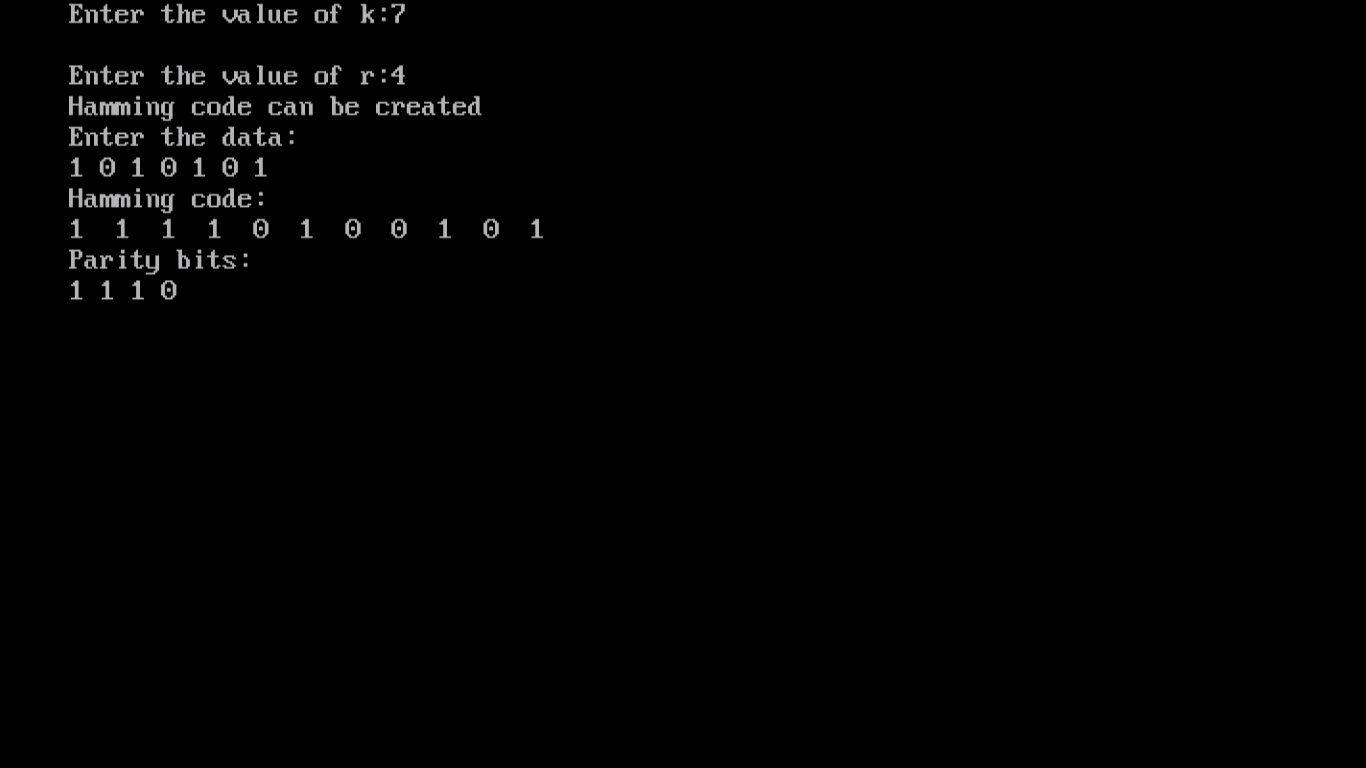 Enter the value of k:7
Enter the value of r:4
Hamming code can be created
Enter the data:
1 0 1 0 1 0 1
Hamming code:
1 1 1 1 0 1 0 0 1 0 1
Parity bits:
1 1 1 0